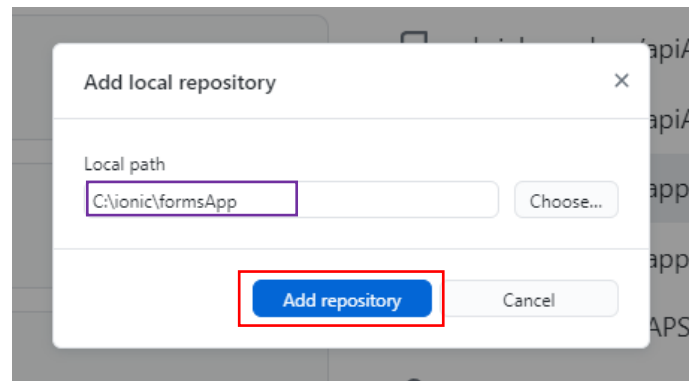 Add local repository
Local path
C:\ionic\formsApp
Choose...
Add repository
Cancel